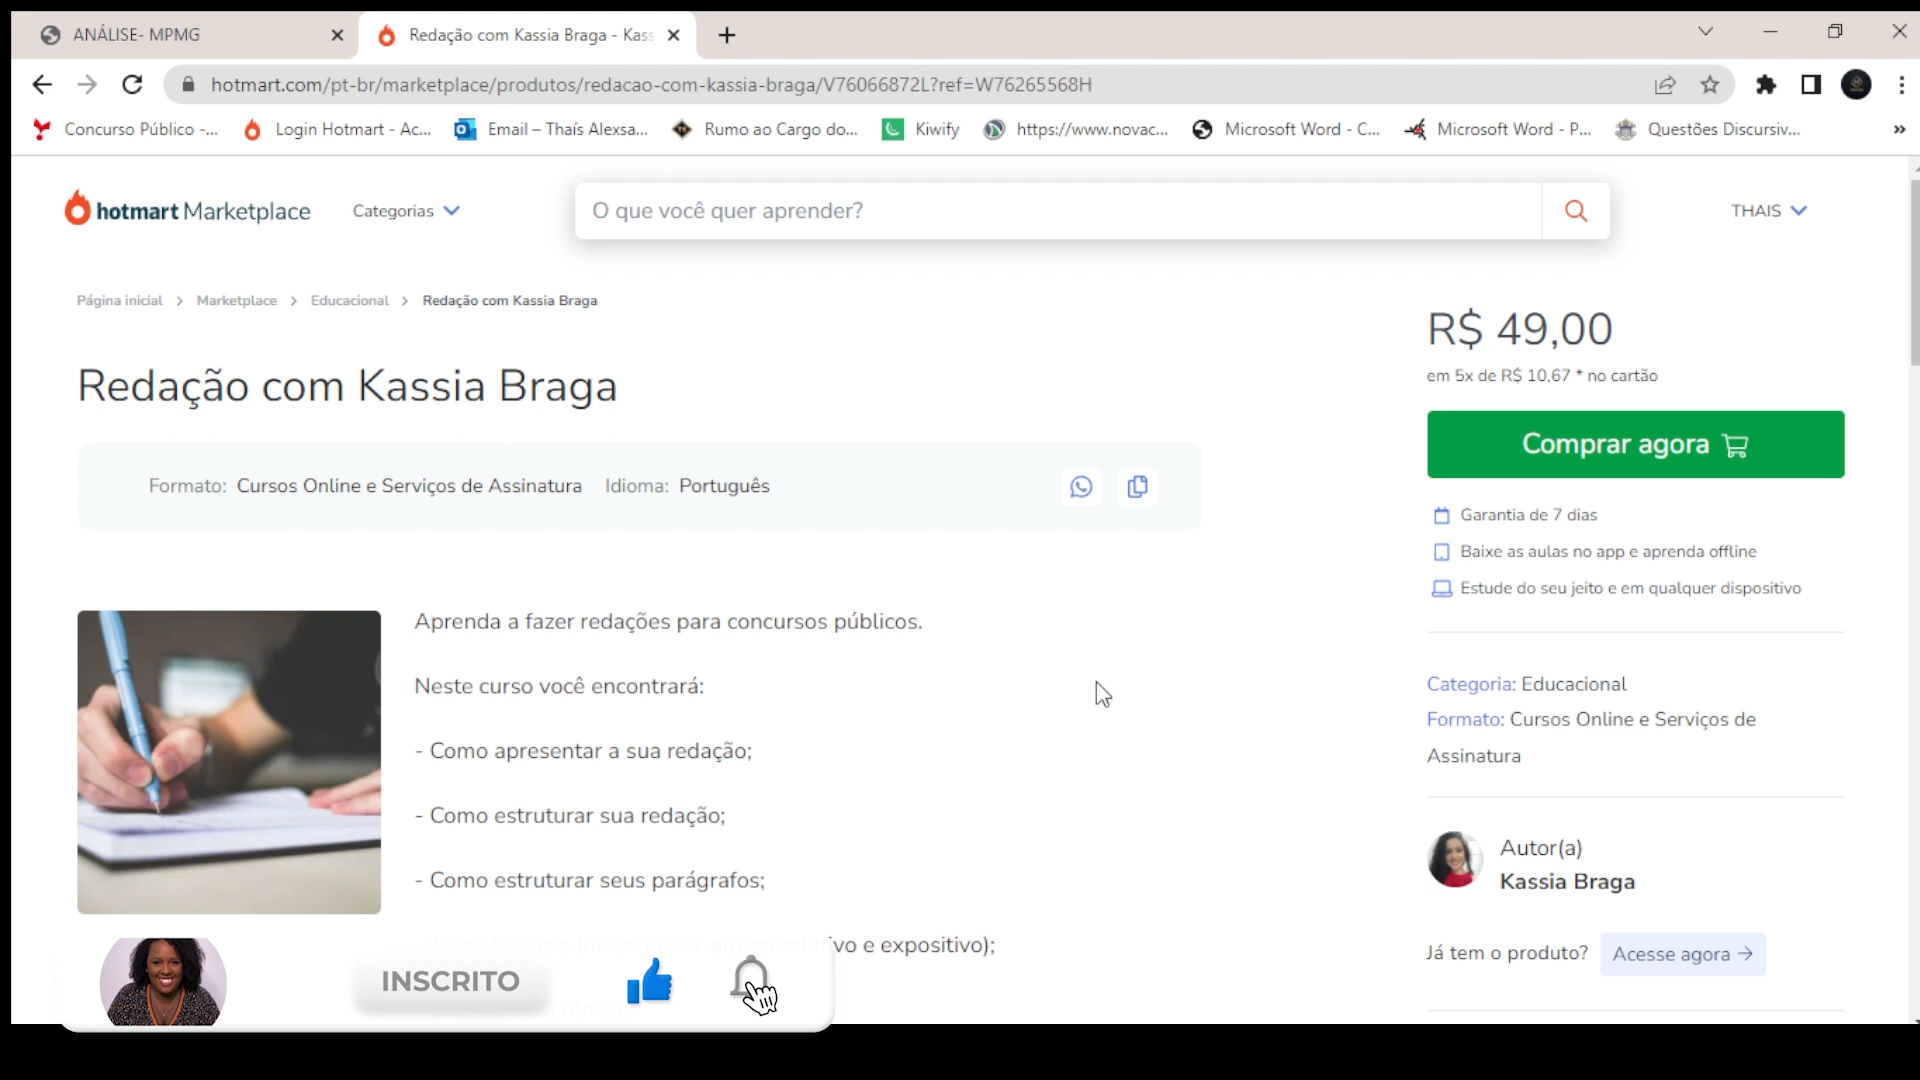 ANÁLISE- MPMG
Redação com Kassia Braga - Kass
hotmart.com/pt-br/marketplace/produtos/redacao-com-kassia-braga/V76066872L?ref=W76265568H
Concurso Público -...
Login Hotmart - Ac...
Email – Thaís Alexsa...
Rumo ao Cargo do...
Kiwify
https://www.novac...
Microsoft Word - C...
Microsoft Word - P...
Questões Discursiv...
»
hotmart Marketplace
Categorias
O que você quer aprender?
THAIS
Página inicial > Marketplace > Educacional > Redação com Kassia Braga
Redação com Kassia Braga
Formato: Cursos Online e Serviços de Assinatura Idioma: Português
Aprenda a fazer redações para concursos públicos.
Neste curso você encontrará:
- Como apresentar a sua redação;
- Como estruturar sua redação;
- Como estruturar seus parágrafos;
vo e expositivo);
INSCRITO
R$ 49,00
em 5x de R$ 10,67 * no cartão
Comprar agora
Garantia de 7 dias
Baixe as aulas no app e aprenda offline
Estude do seu jeito e em qualquer dispositivo
Categoria: Educacional
Formato: Cursos Online e Serviços de
Assinatura
Autor(a)
Kassia Braga
Já tem o produto? Acesse agora →